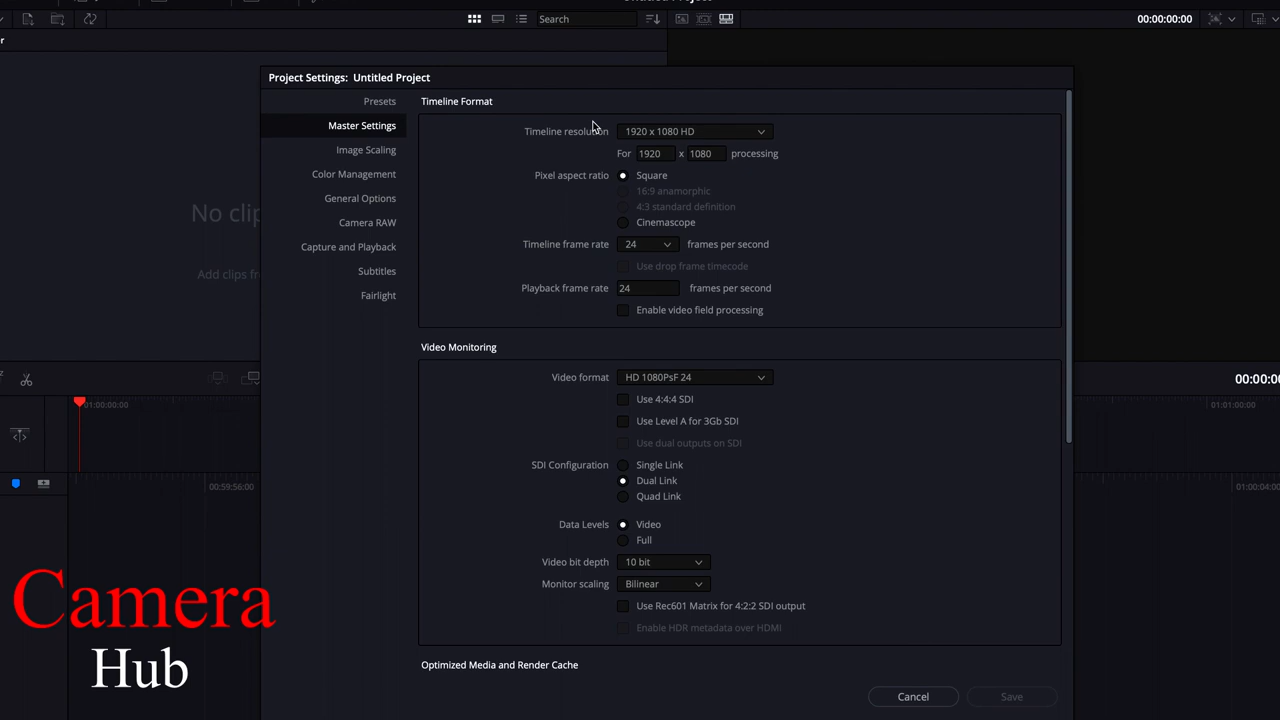 Search
00:00:00:00
Project Settings: Untitled Project
Presets
Master Settings
Image Scaling
Color Management
General Options
Camera RAW
Capture and Playback
Subtitles
Fairlight
Timeline Format
Timeline resolution 1920 x 1080 HD
For 1920 x 1080 processing
Pixel aspect ratio Square
16:9 anamorphic
4:3 standard definition
Cinemascope
Timeline frame rate 24 frames per second
Use drop frame timecode
Playback frame rate 24 frames per second
Enable video field processing
Video Monitoring
Video format HD 1080PsF 24
Use 4:4:4 SDI
Use Level A for 3Gb SDI
Use dual outputs on SDI
SDI Configuration Single Link
Dual Link
Quad Link
Data Levels Video
Full
Video bit depth 10 bit
Monitor scaling Bilinear
Use Rec601 Matrix for 4:2:2 SDI output
Enable HDR metadata over HDMI
Optimized Media and Render Cache
Cancel Save
No clip
Add clips fr
00:00:0
01:00:00:00
01:01:00:00
00:59:56:00
01:00:04:0
Camera
Hub